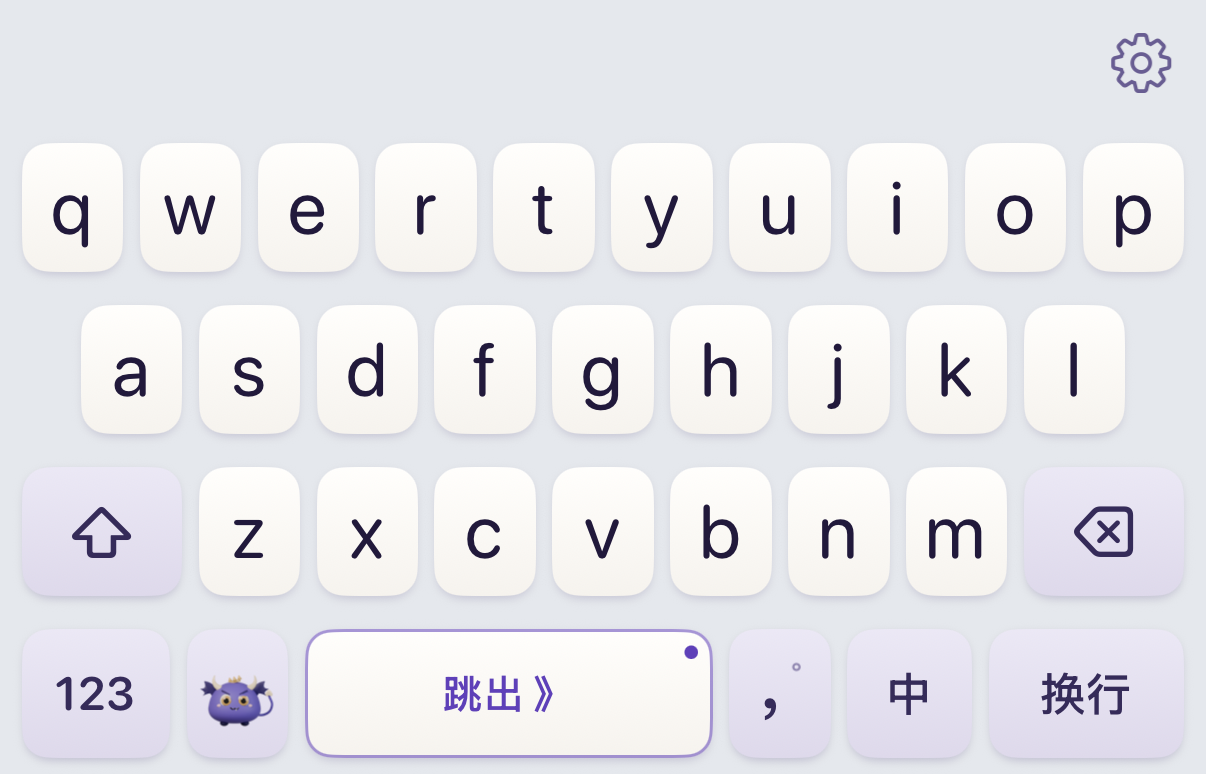 q w e r t y u i o p
a s d f g h j k l
z x c v b n m
123 跳出》 ，。 中 换行